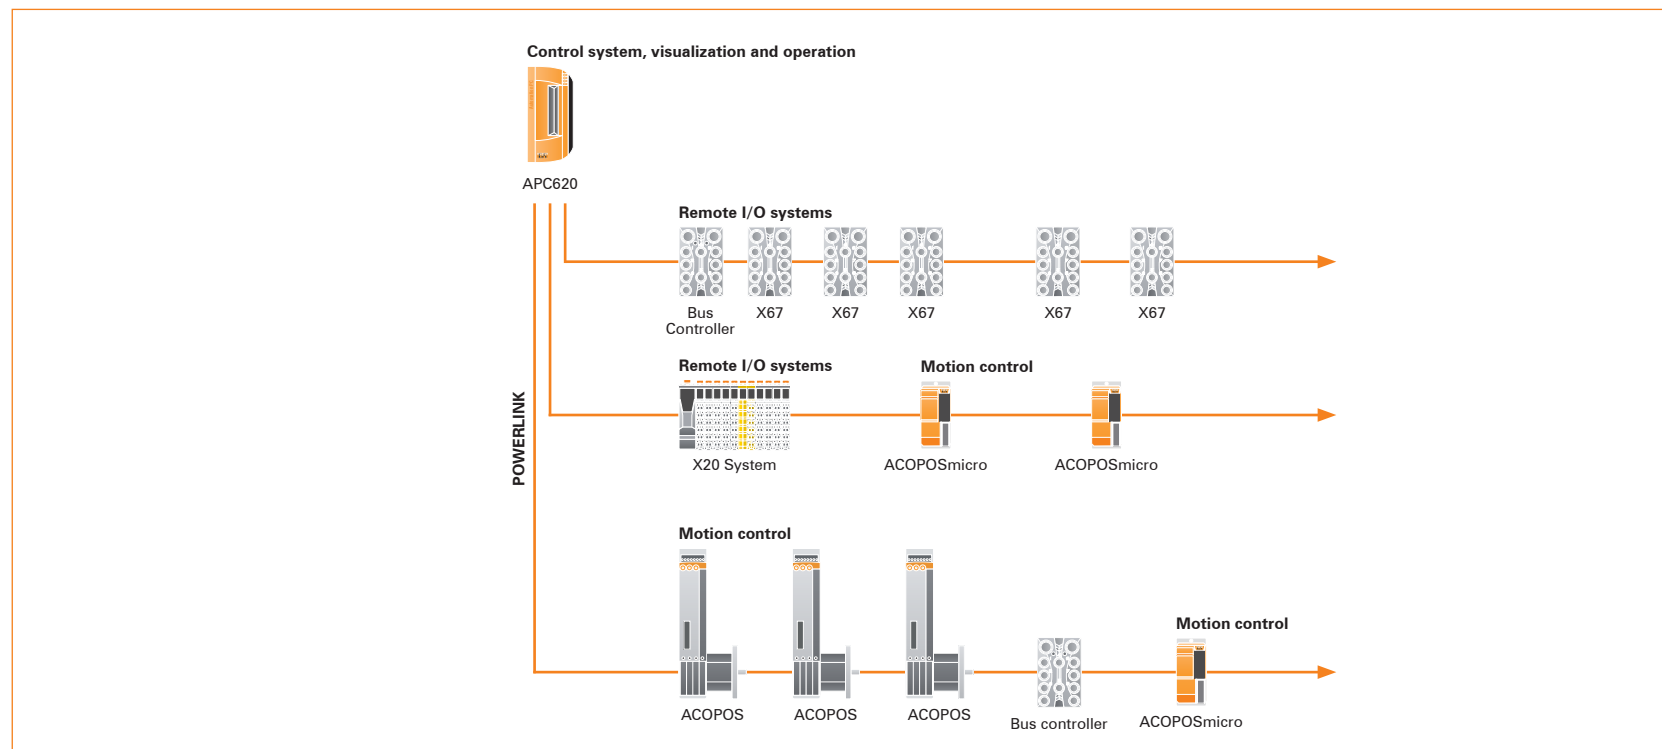 Control system, visualization and operation
APC620
Remote I/O systems
Bus
Controller
X67
X67
X67
X67
X67
Remote I/O systems
Motion control
POWERLINK
X20 System
ACOPOSmicro
ACOPOSmicro
Motion control
Motion control
ACOPOS
ACOPOS
ACOPOS
Bus controller
ACOPOSmicro